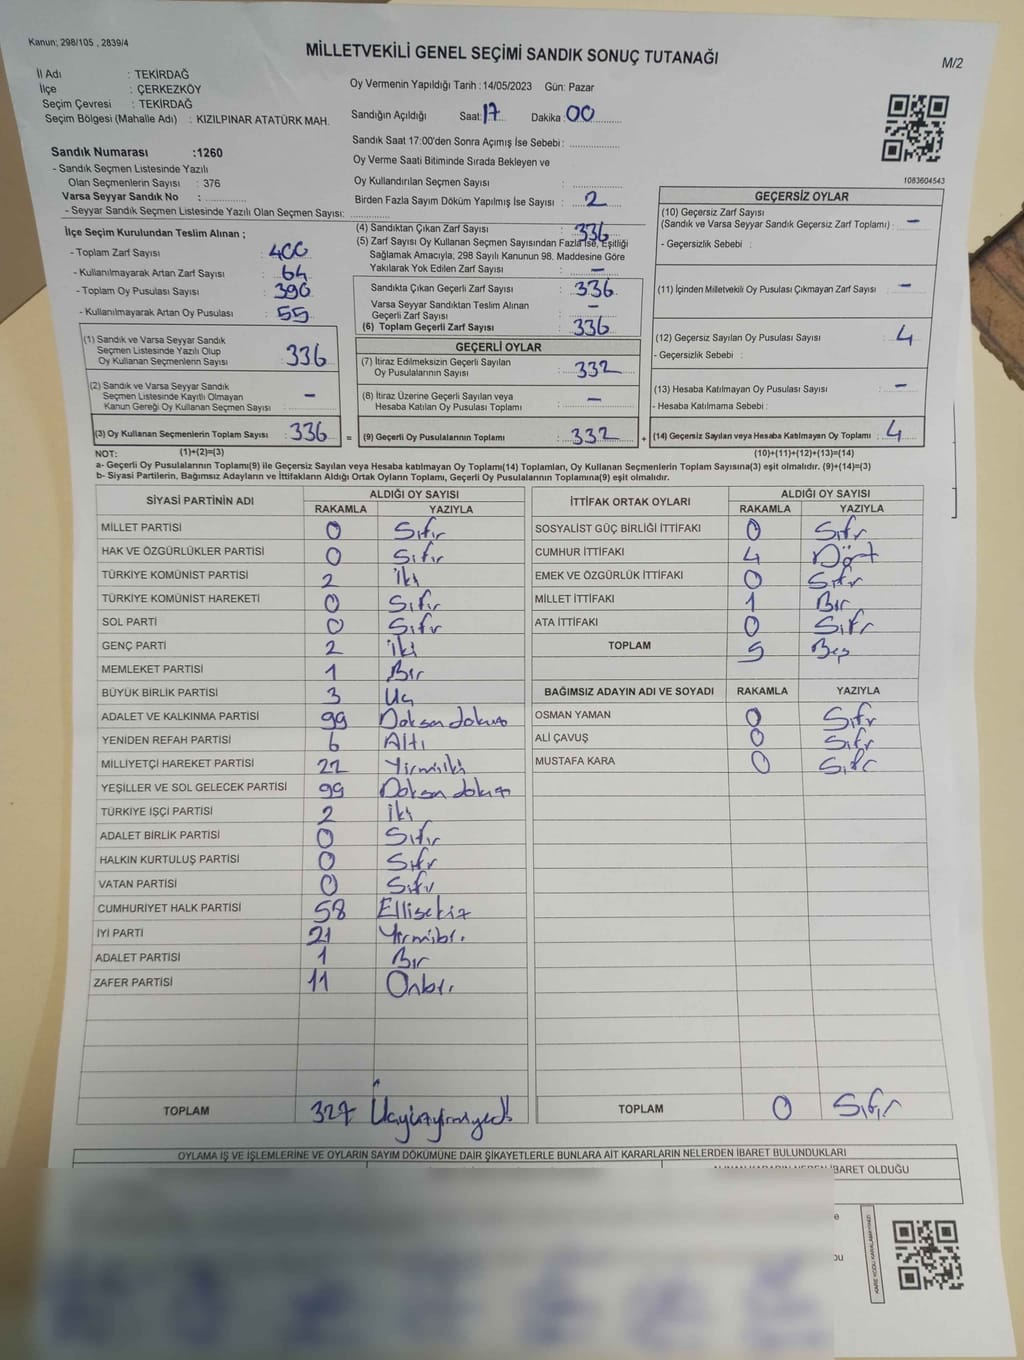 Kanun; 298/105 , 2839/4
MİLLETVEKİLİ GENEL SEÇİMİ SANDIK SONUÇ TUTANAĞI
M/2
İl Adı : TEKİRDAĞ
İlçe : ÇERKEZKÖY
Seçim Çevresi : TEKİRDAĞ
Seçim Bölgesi (Mahalle Adı) : KIZILPINAR ATATÜRK MAH.
Oy Vermenin Yapıldığı Tarih : 14/05/2023 Gün: Pazar
Sandığın Açıldığı Saat: 17 Dakika : 00
Sandık Saat 17:00'den Sonra Açımış İse Sebebi :
Oy Verme Saati Bitiminde Sırada Bekleyen ve
Oy Kullandırılan Seçmen Sayısı :
Birden Fazla Sayım Döküm Yapılmış İse Sayısı : 2
1083604543
Sandık Numarası :1260
- Sandık Seçmen Listesinde Yazılı
Olan Seçmenlerin Sayısı : 376
Varsa Seyyar Sandık No :
- Seyyar Sandık Seçmen Listesinde Yazılı Olan Seçmen Sayısı:
İlçe Seçim Kurulundan Teslim Alınan ;
- Toplam Zarf Sayısı : 400
- Kullanılmayarak Artan Zarf Sayısı : 64
- Toplam Oy Pusulası Sayısı : 390
- Kullanılmayarak Artan Oy Pusulası : 55
(1) Sandık ve Varsa Seyyar Sandık
Seçmen Listesinde Yazılı Olup
Oy Kullanan Seçmenlerin Sayısı : 336
(2) Sandık ve Varsa Seyyar Sandık
Seçmen Listesinde Kayıtlı Olmayan
Kanun Gereği Oy Kullanan Seçmen Sayısı : -
(3) Oy Kullanan Seçmenlerin Toplam Sayısı : 336
(4) Sandıktan Çıkan Zarf Sayısı : 336
(5) Zarf Sayısı Oy Kullanan Seçmen Sayısından Fazla İse, Eşitliği
Sağlamak Amacıyla; 298 Sayılı Kanunun 98. Maddesine Göre
Yakılarak Yok Edilen Zarf Sayısı : -
Sandıkta Çıkan Geçerli Zarf Sayısı : 336
Varsa Seyyar Sandıktan Teslim Alınan
Geçerli Zarf Sayısı : -
(6) Toplam Geçerli Zarf Sayısı : 336
GEÇERLİ OYLAR
(7) İtiraz Edilmeksizin Geçerli Sayılan
Oy Pusulalarının Sayısı : 332
(8) İtiraz Üzerine Geçerli Sayılan veya
Hesaba Katılan Oy Pusulası Toplamı : -
= (9) Geçerli Oy Pusulalarının Toplamı : 332
GEÇERSİZ OYLAR
(10) Geçersiz Zarf Sayısı
(Sandık ve Varsa Seyyar Sandık Geçersiz Zarf Toplamı) : -
- Geçersizlik Sebebi :
(11) İçinden Milletvekili Oy Pusulası Çıkmayan Zarf Sayısı : -
(12) Geçersiz Sayılan Oy Pusulası Sayısı : 4
- Geçersizlik Sebebi :
(13) Hesaba Katılmayan Oy Pusulası Sayısı : -
- Hesaba Katılmama Sebebi :
+ (14) Geçersiz Sayılan veya Hesaba Katılmayan Oy Toplamı : 4
NOT: (1)+(2)=(3) (10)+(11)+(12)+(13)=(14)
a- Geçerli Oy Pusulalarının Toplamı(9) ile Geçersiz Sayılan veya Hesaba katılmayan Oy Toplamı(14) Toplamları, Oy Kullanan Seçmenlerin Toplam Sayısına(3) eşit olmalıdır. (9)+(14)=(3)
b- Siyasi Partilerin, Bağımsız Adayların ve İttifakların Aldığı Ortak Oyların Toplamı, Geçerli Oy Pusulalarının Toplamına(9) eşit olmalıdır.
SİYASİ PARTİNİN ADI ALDIĞI OY SAYISI
RAKAMLA YAZIYLA
MİLLET PARTİSİ 0 Sıfır
HAK VE ÖZGÜRLÜKLER PARTİSİ 0 Sıfır
TÜRKİYE KOMÜNİST PARTİSİ 2 İki
TÜRKİYE KOMÜNİST HAREKETİ 0 Sıfır
SOL PARTİ 0 Sıfır
GENÇ PARTİ 2 İki
MEMLEKET PARTİSİ 1 Bir
BÜYÜK BİRLİK PARTİSİ 3 Üç
ADALET VE KALKINMA PARTİSİ 99 Doksandokuz
YENİDEN REFAH PARTİSİ 6 Altı
MİLLİYETÇİ HAREKET PARTİSİ 22 Yirmiiki
YEŞİLLER VE SOL GELECEK PARTİSİ 99 Doksandokuz
TÜRKİYE İŞÇİ PARTİSİ 2 İki
ADALET BİRLİK PARTİSİ 0 Sıfır
HALKIN KURTULUŞ PARTİSİ 0 Sıfır
VATAN PARTİSİ 0 Sıfır
CUMHURİYET HALK PARTİSİ 58 Ellisekiz
İYİ PARTİ 21 Yirmibir
ADALET PARTİSİ 1 Bir
ZAFER PARTİSİ 11 Onbir
TOPLAM 327 Üçyüzyirmiyedi
İTTİFAK ORTAK OYLARI ALDIĞI OY SAYISI
RAKAMLA YAZIYLA
SOSYALİST GÜÇ BİRLİĞİ İTTİFAKI 0 Sıfır
CUMHUR İTTİFAKI 4 Dört
EMEK VE ÖZGÜRLÜK İTTİFAKI 0 Sıfır
MİLLET İTTİFAKI 1 Bir
ATA İTTİFAKI 0 Sıfır
TOPLAM 5 Beş
BAĞIMSIZ ADAYIN ADI VE SOYADI RAKAMLA YAZIYLA
OSMAN YAMAN 0 Sıfır
ALİ ÇAVUŞ 0 Sıfır
MUSTAFA KARA 0 Sıfır
TOPLAM 0 Sıfır
OYLAMA İŞ VE İŞLEMLERİNE VE OYLARIN SAYIM DÖKÜMÜNE DAİR ŞİKAYETLERLE BUNLARA AİT KARARLARIN NELERDEN İBARET BULUNDUKLARI
İBARET OLDUĞU